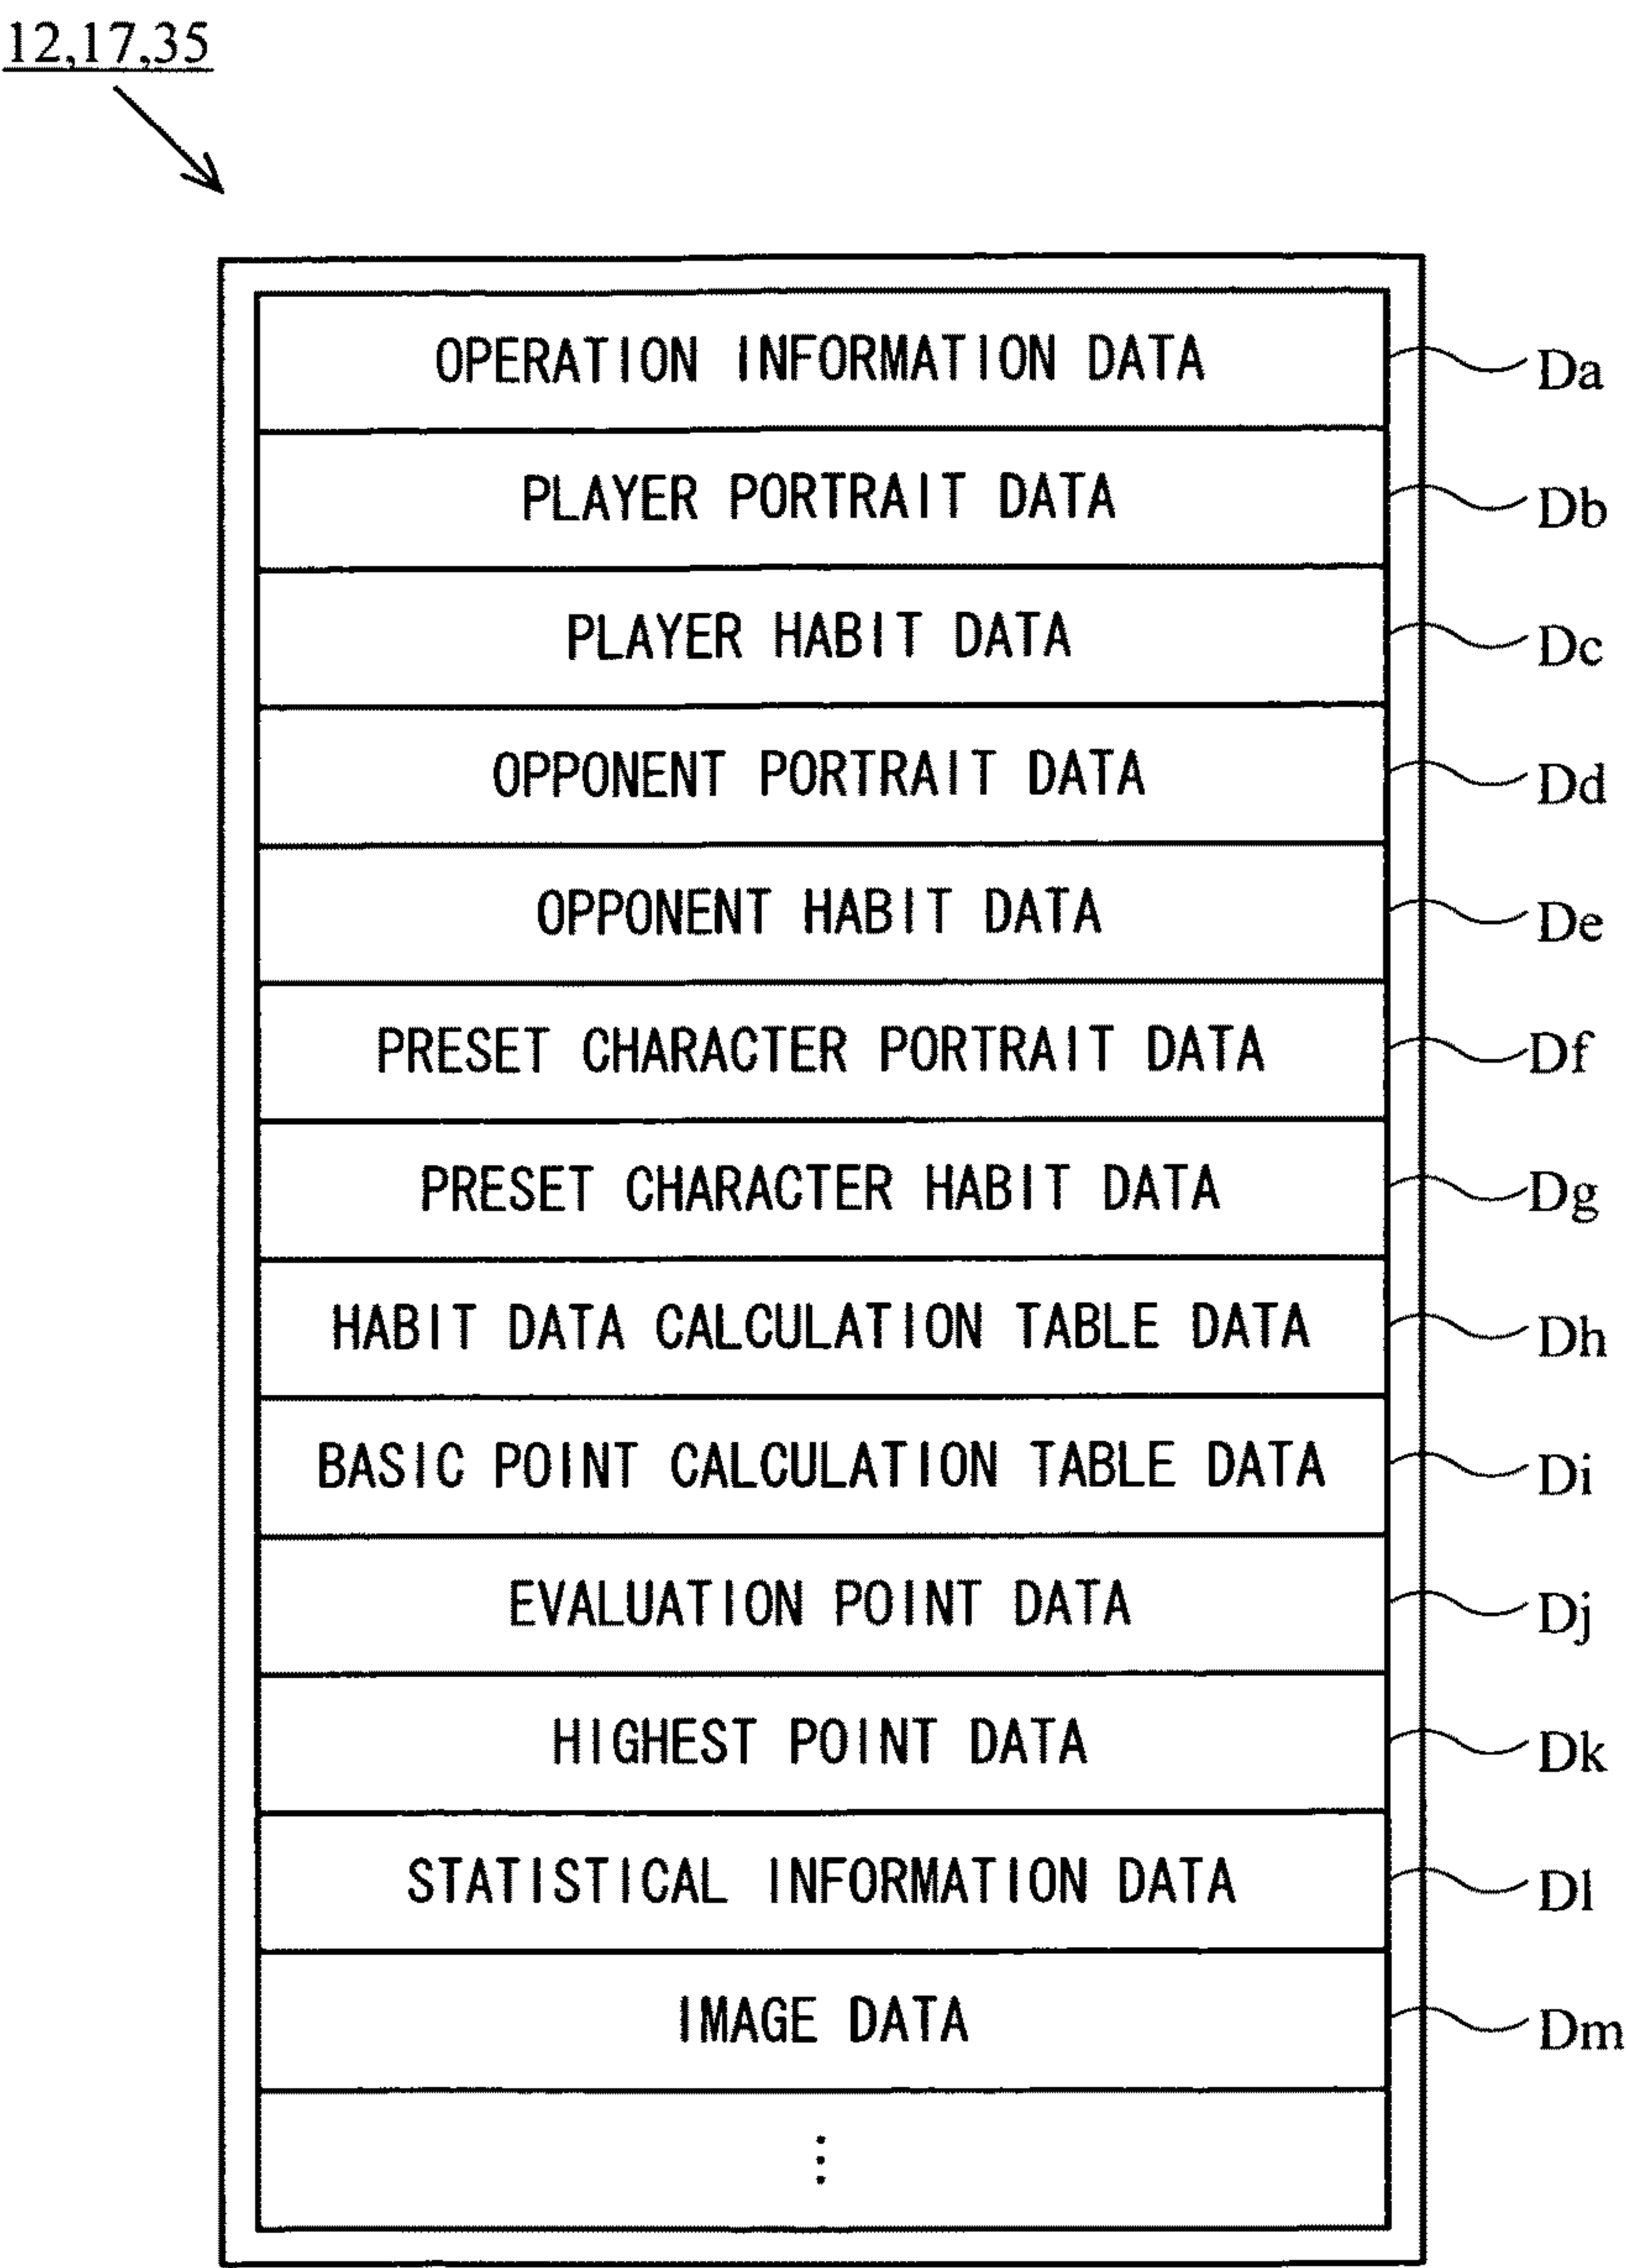 12,17,35
OPERATION INFORMATION DATA Da
PLAYER PORTRAIT DATA Db
PLAYER HABIT DATA Dc
OPPONENT PORTRAIT DATA Dd
OPPONENT HABIT DATA De
PRESET CHARACTER PORTRAIT DATA Df
PRESET CHARACTER HABIT DATA Dg
HABIT DATA CALCULATION TABLE DATA Dh
BASIC POINT CALCULATION TABLE DATA Di
EVALUATION POINT DATA Dj
HIGHEST POINT DATA Dk
STATISTICAL INFORMATION DATA Dl
IMAGE DATA Dm
⋮